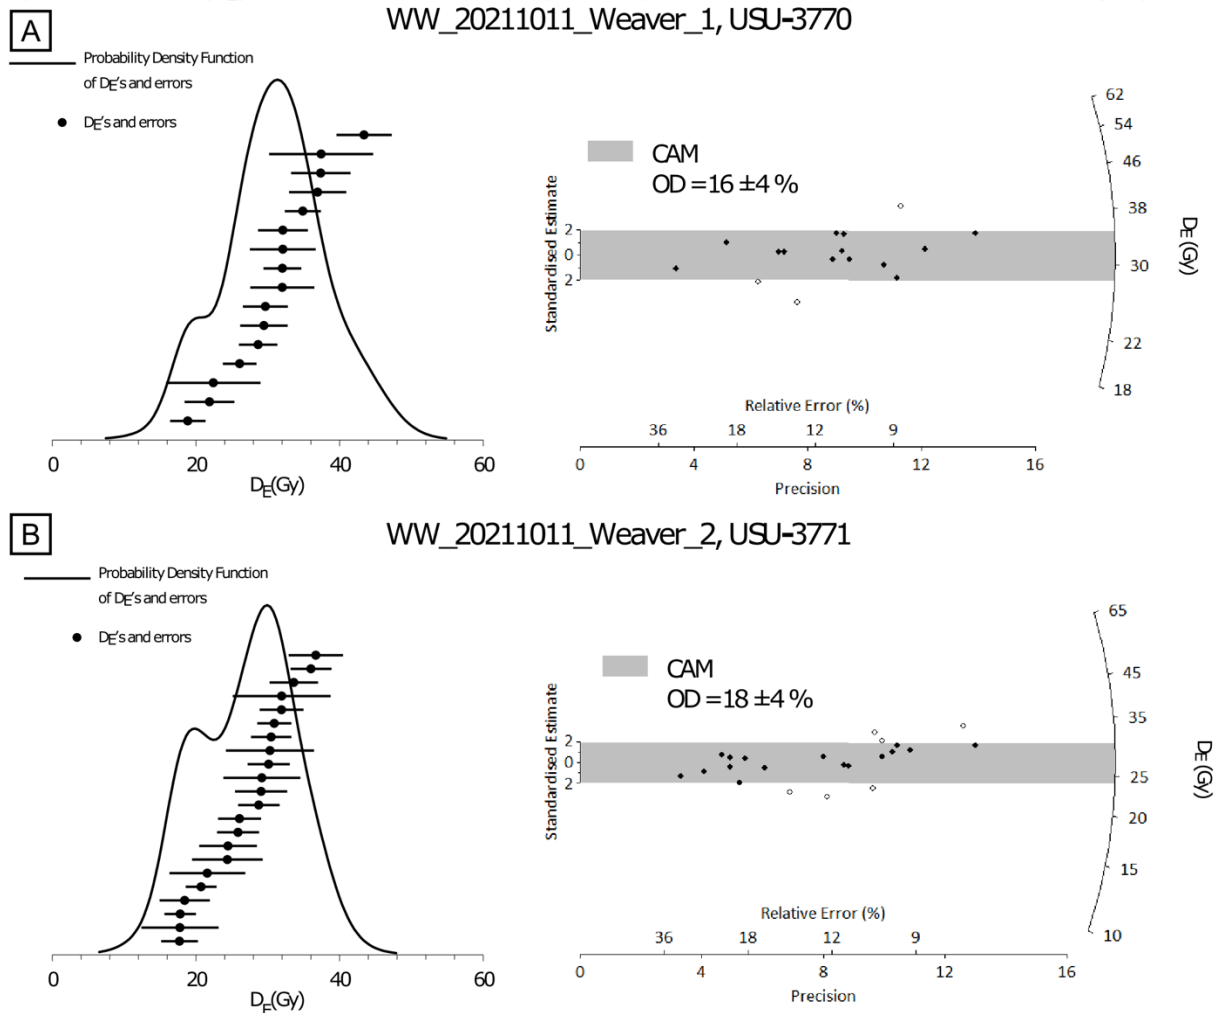 A
WW_20211011_Weaver_1, USU-3770
Probability Density Function
of DE's and errors
DE's and errors
0
20
40
60
DE(Gy)
CAM
OD = 16 ± 4 %
Standardised Estimate
2
0
2
62
54
46
38
30
22
18
DE (Gy)
Relative Error (%)
36 18 12 9
0 4 8 12 16
Precision
B
WW_20211011_Weaver_2, USU-3771
Probability Density Function
of DE's and errors
DE's and errors
0
20
40
60
DE(Gy)
CAM
OD = 18 ± 4 %
Standardised Estimate
2
0
2
65
45
35
25
20
15
10
DE (Gy)
Relative Error (%)
36 18 12 9
0 4 8 12 16
Precision